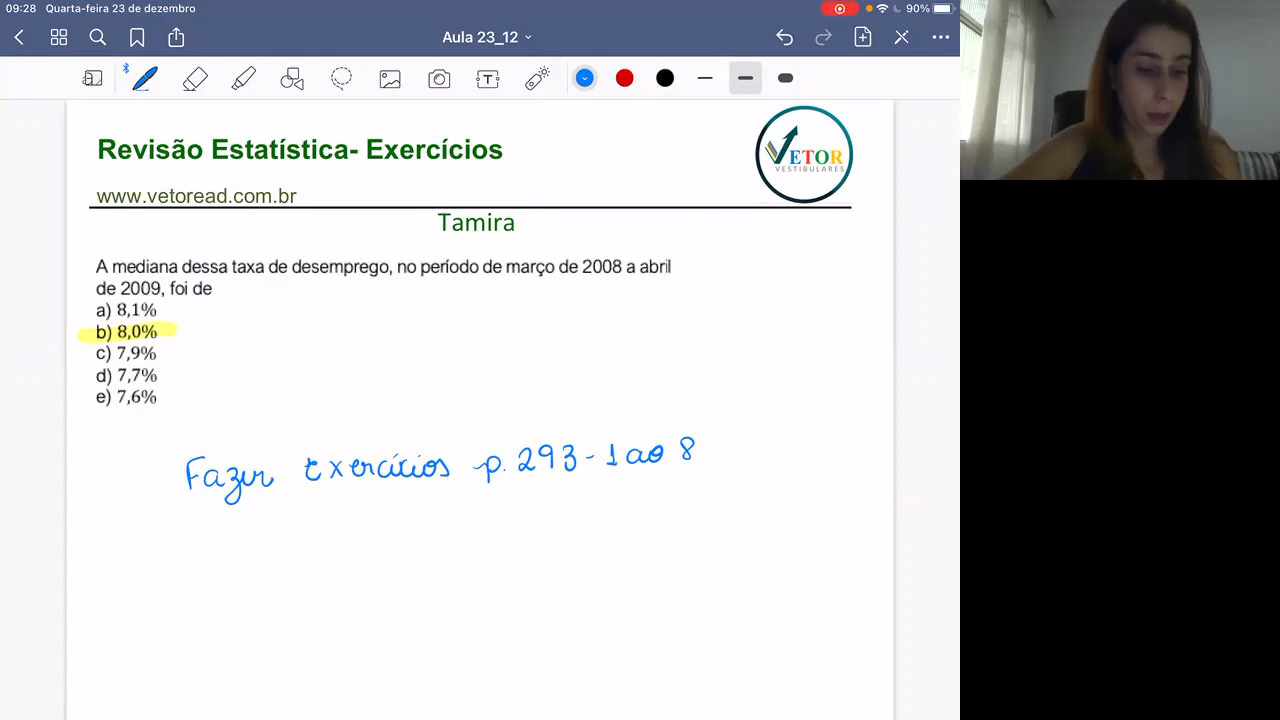 09:28 Quarta-feira 23 de dezembro
90%
Aula 23_12
Revisão Estatística- Exercícios
VETOR
VESTIBULARES
www.vetoread.com.br
Tamira
A mediana dessa taxa de desemprego, no período de março de 2008 a abril
de 2009, foi de
a) 8,1%
b) 8,0%
c) 7,9%
d) 7,7%
e) 7,6%
Fazer Exercícios p. 293 - 1 ao 8